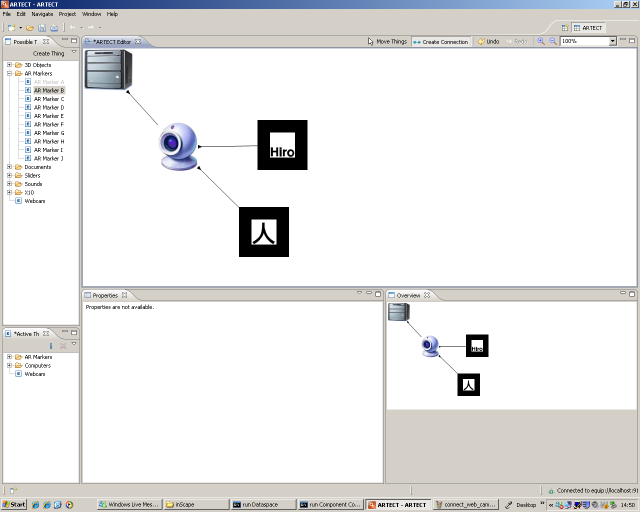 ARTECT - ARTECT
File Edit Navigate Project Window Help
ARTECT
Possible T
Create Thing
3D Objects
AR Markers
AR Marker A
AR Marker B
AR Marker C
AR Marker D
AR Marker E
AR Marker F
AR Marker G
AR Marker H
AR Marker I
AR Marker J
Documents
Sliders
Sounds
X10
Webcam
*ARTECT Editor
Move Things
Create Connection
Undo
Redo
100%
Hiro
人
*Active Th
AR Markers
Computers
Webcam
Properties
Properties are not available.
Overview
Hiro
人
Connected to equip://localhost:91
Start
Windows Live Mes...
inScape
run Dataspace
run Component Co...
ARTECT - ARTECT
connect_web_cam...
Desktop
14:50